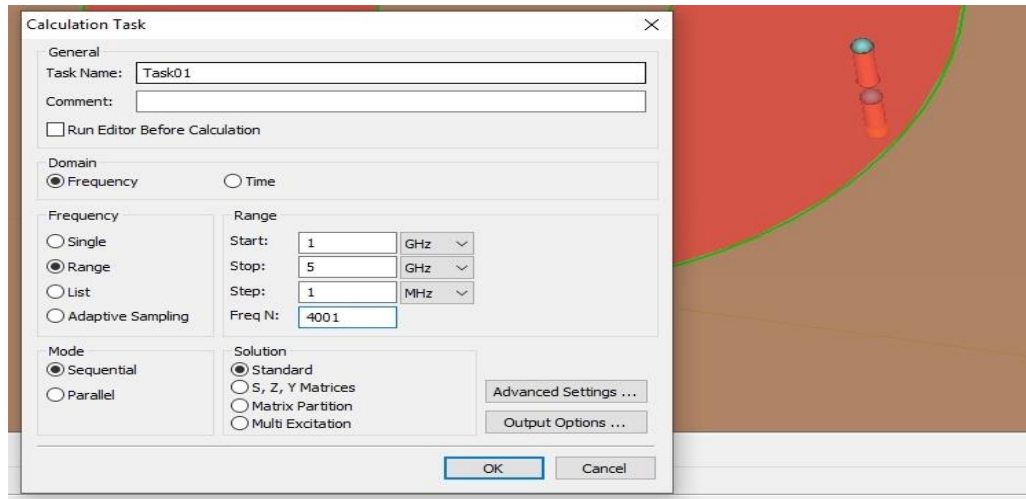 Calculation Task
General
Task Name: Task01
Comment:
Run Editor Before Calculation
Domain
Frequency Time
Frequency Range
Single Start: 1 GHz
Range Stop: 5 GHz
List Step: 1 MHz
Adaptive Sampling Freq N: 4001
Mode Solution
Sequential Standard
Parallel S, Z, Y Matrices
Matrix Partition
Multi Excitation
Advanced Settings ...
Output Options ...
OK Cancel